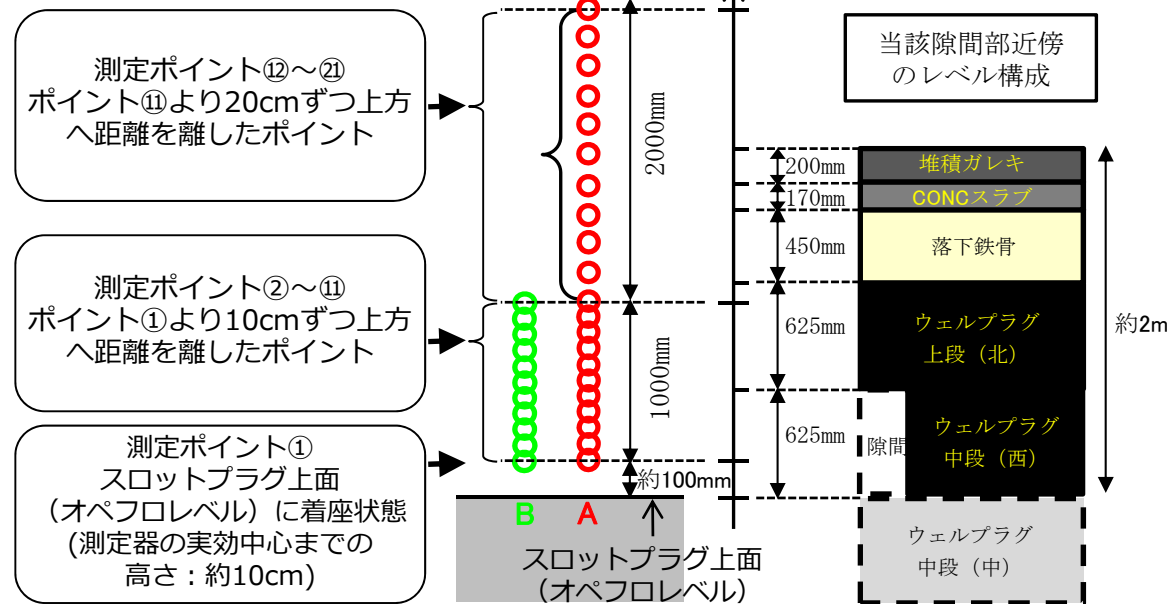 測定ポイント⑫～㉑
ポイント⑪より20cmずつ上方
へ距離を離したポイント
測定ポイント②～⑪
ポイント①より10cmずつ上方
へ距離を離したポイント
測定ポイント①
スロットプラグ上面
（オペフロレベル）に着座状態
(測定器の実効中心までの
高さ：約10cm)
2000mm
1000mm
約100mm
B
A
スロットプラグ上面
（オペフロレベル）
当該隙間部近傍
のレベル構成
200mm
170mm
450mm
625mm
625mm
堆積ガレキ
CONCスラブ
落下鉄骨
ウェルプラグ
上段（北）
隙間
ウェルプラグ
中段（西）
ウェルプラグ
中段（中）
約2m